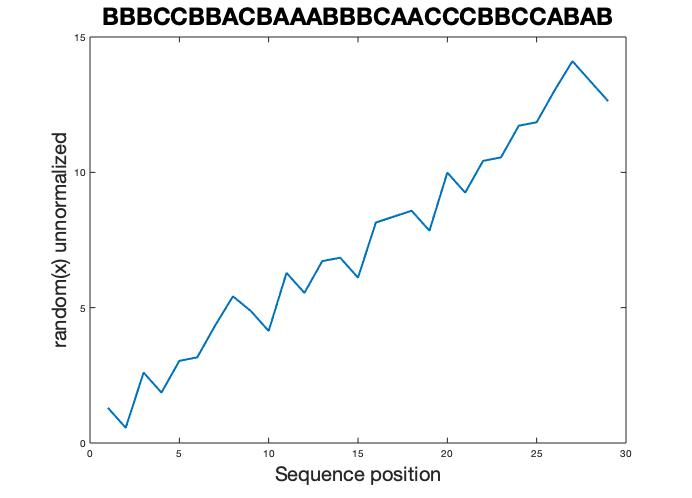 BBBCCBBACBAAABBBCAACCCBBCCABAB
15
10
5
0
random(x) unnormalized
0 5 10 15 20 25 30
Sequence position